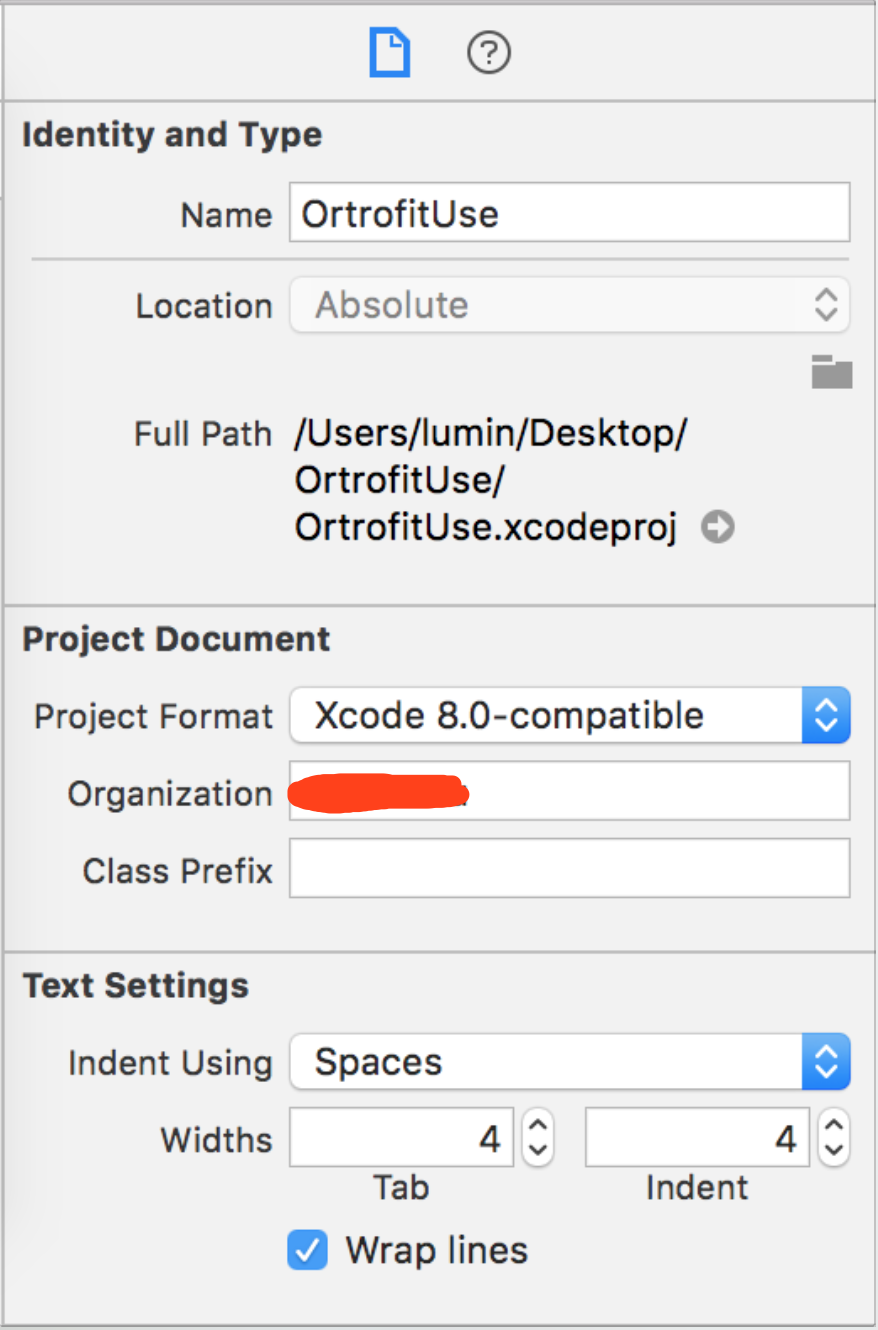 Identity and Type
Name OrtrofitUse
Location Absolute
Full Path /Users/lumin/Desktop/
OrtrofitUse/
OrtrofitUse.xcodeproj
Project Document
Project Format Xcode 8.0-compatible
Organization
Class Prefix
Text Settings
Indent Using Spaces
Widths 4 4
Tab Indent
Wrap lines